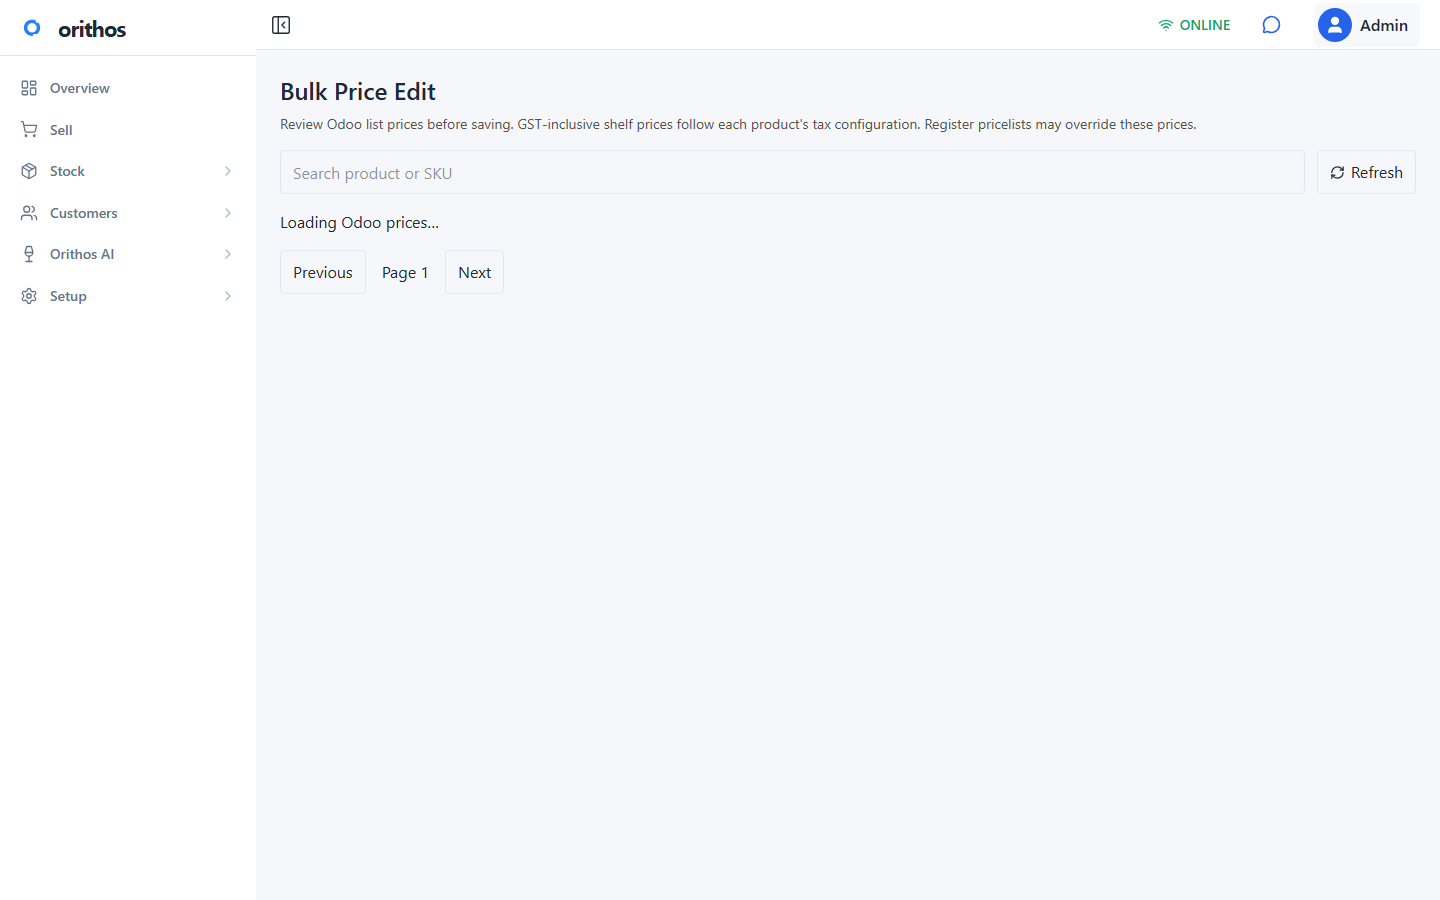 orithos
ONLINE
Admin
Overview
Sell
Stock
Customers
Orithos AI
Setup
Bulk Price Edit
Review Odoo list prices before saving. GST-inclusive shelf prices follow each product's tax configuration. Register pricelists may override these prices.
Search product or SKU
Refresh
Loading Odoo prices...
Previous
Page 1
Next